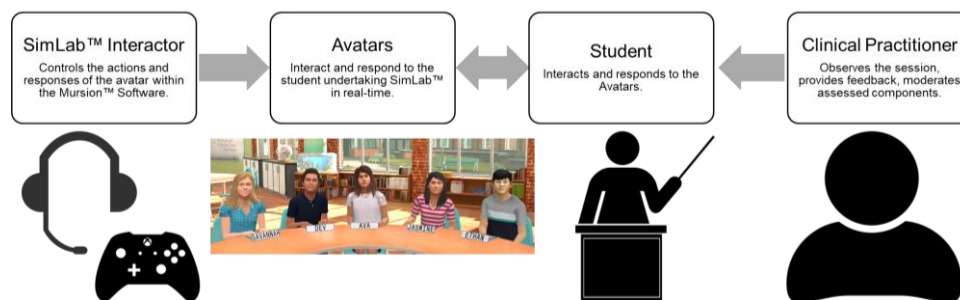 SimLab™ Interactor
Controls the actions and
responses of the avatar within
the Mursion™ Software.
Avatars
Interact and respond to the
student undertaking SimLab™
in real-time.
Student
Interacts and responds to the
Avatars.
Clinical Practitioner
Observes the session,
provides feedback, moderates
assessed components.
SAVANNAH
DEV
AVA
JASMINE
ETHAN